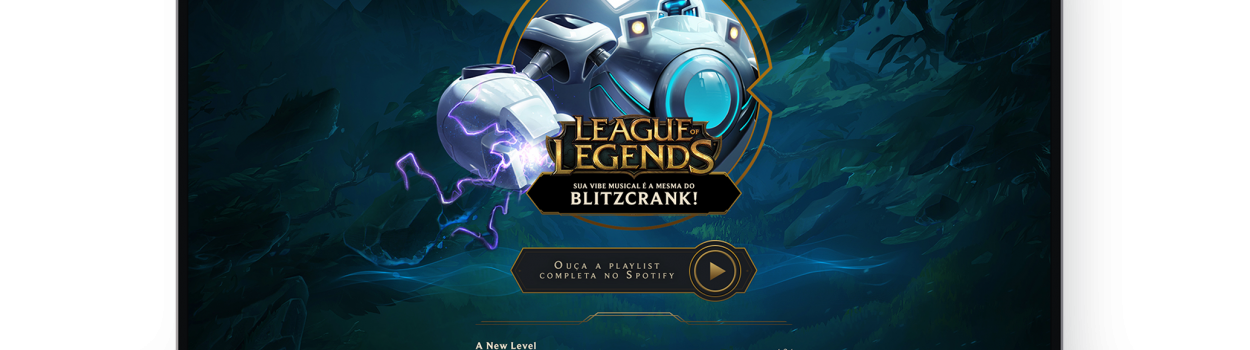 LEAGUE OF
LEGENDS
SUA VIBE MUSICAL É A MESMA DO
BLITZCRANK!
OUÇA A PLAYLIST
COMPLETA NO SPOTIFY
A New Level